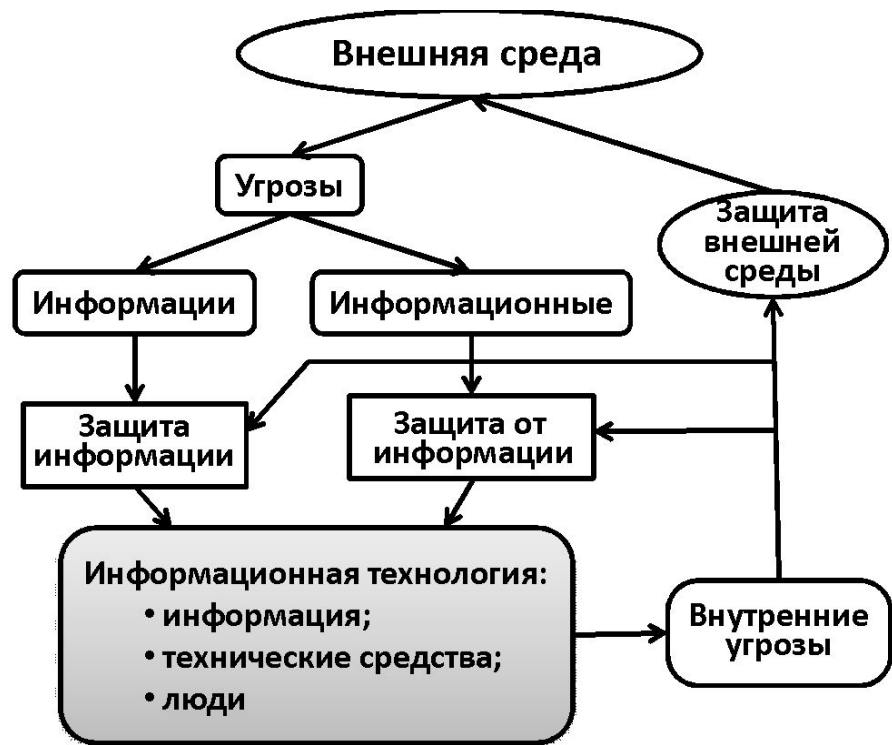 Внешняя среда
Угрозы
Защита
внешней
среды
Информации
Информационные
Защита
информации
Защита от
информации
Информационная технология:
• информация;
• технические средства;
• люди
Внутренние
угрозы